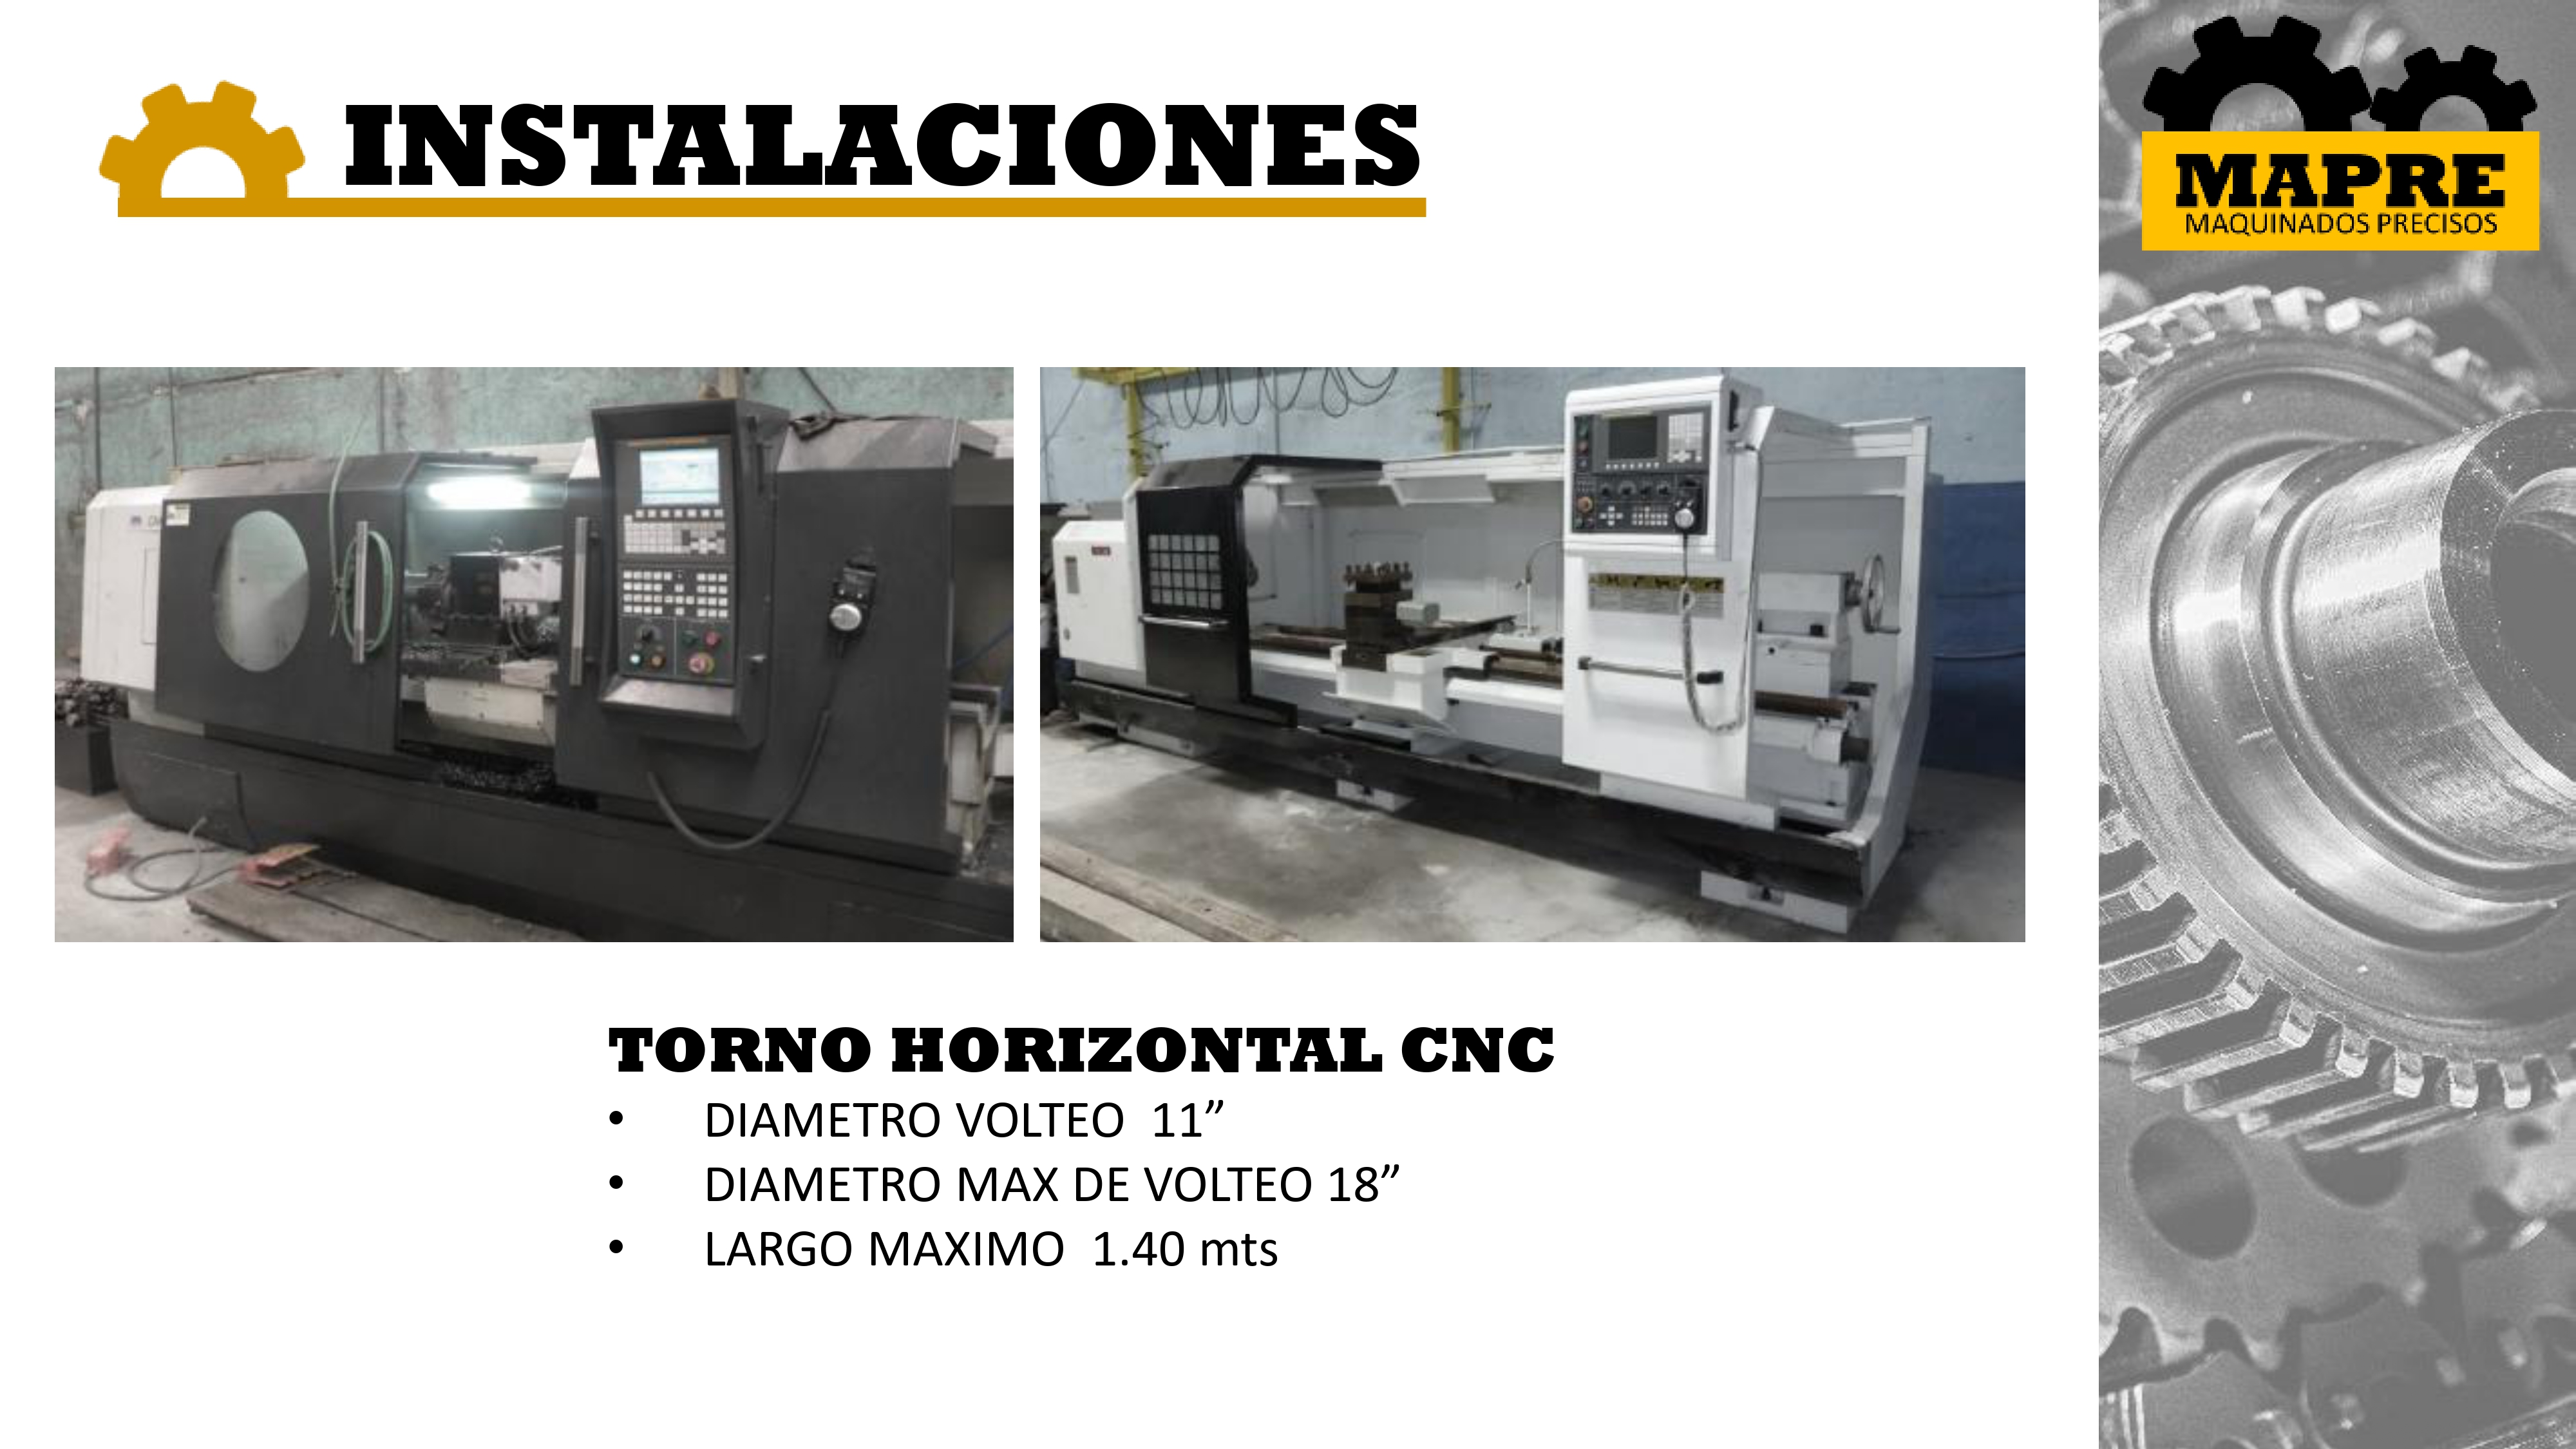 INSTALACIONES
MAPRE
MAQUINADOS PRECISOS
TORNO HORIZONTAL CNC
• DIAMETRO VOLTEO  11”
• DIAMETRO MAX DE VOLTEO 18”
• LARGO MAXIMO  1.40 mts